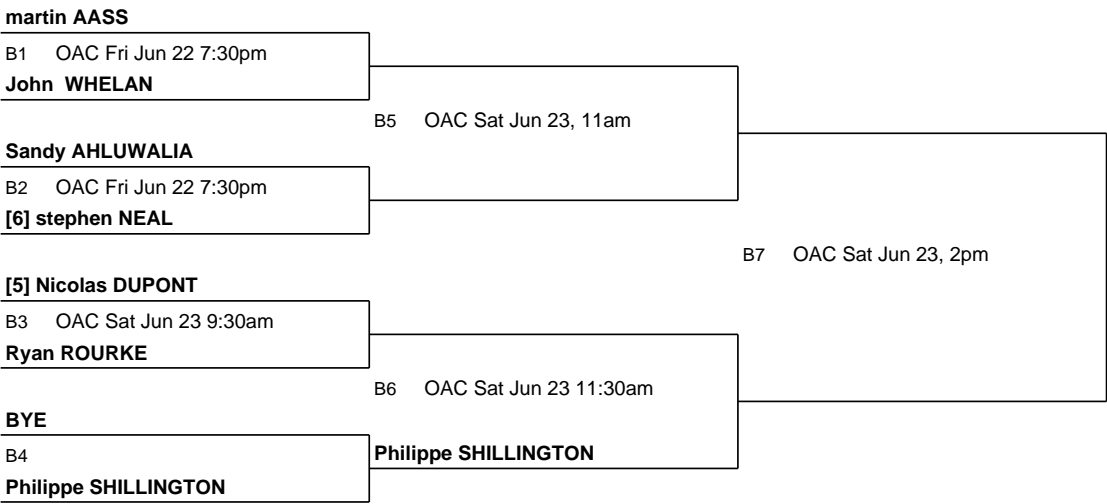 martin AASS
B1 OAC Fri Jun 22 7:30pm
John WHELAN
B5 OAC Sat Jun 23, 11am
Sandy AHLUWALIA
B2 OAC Fri Jun 22 7:30pm
[6] stephen NEAL
B7 OAC Sat Jun 23, 2pm
[5] Nicolas DUPONT
B3 OAC Sat Jun 23 9:30am
Ryan ROURKE
B6 OAC Sat Jun 23 11:30am
BYE
B4
Philippe SHILLINGTON
Philippe SHILLINGTON